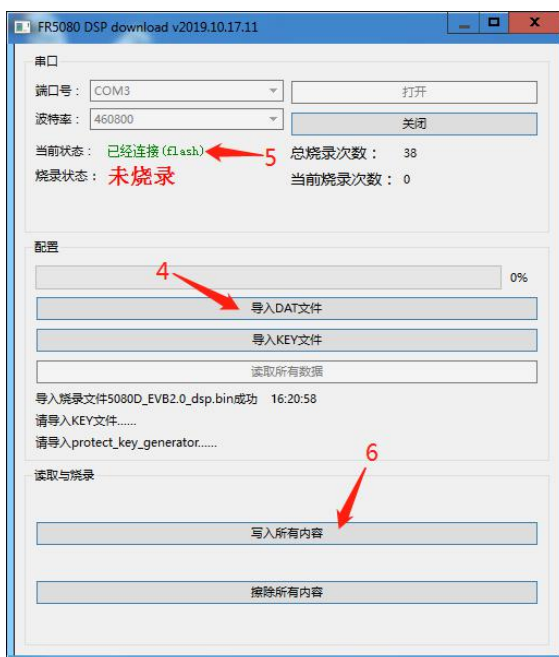 FR5080 DSP download v2019.10.17.11
串口
端口号： COM3 打开
波特率： 460800 关闭
当前状态： 已经连接(flash) 5 总烧录次数： 38
烧录状态： 未烧录 当前烧录次数： 0
配置
4
0%
导入DAT文件
导入KEY文件
读取所有数据
导入烧录文件5080D_EVB2.0_dsp.bin成功 16:20:58
请导入KEY文件......
请导入protect_key_generator......
6
读取与烧录
写入所有内容
擦除所有内容